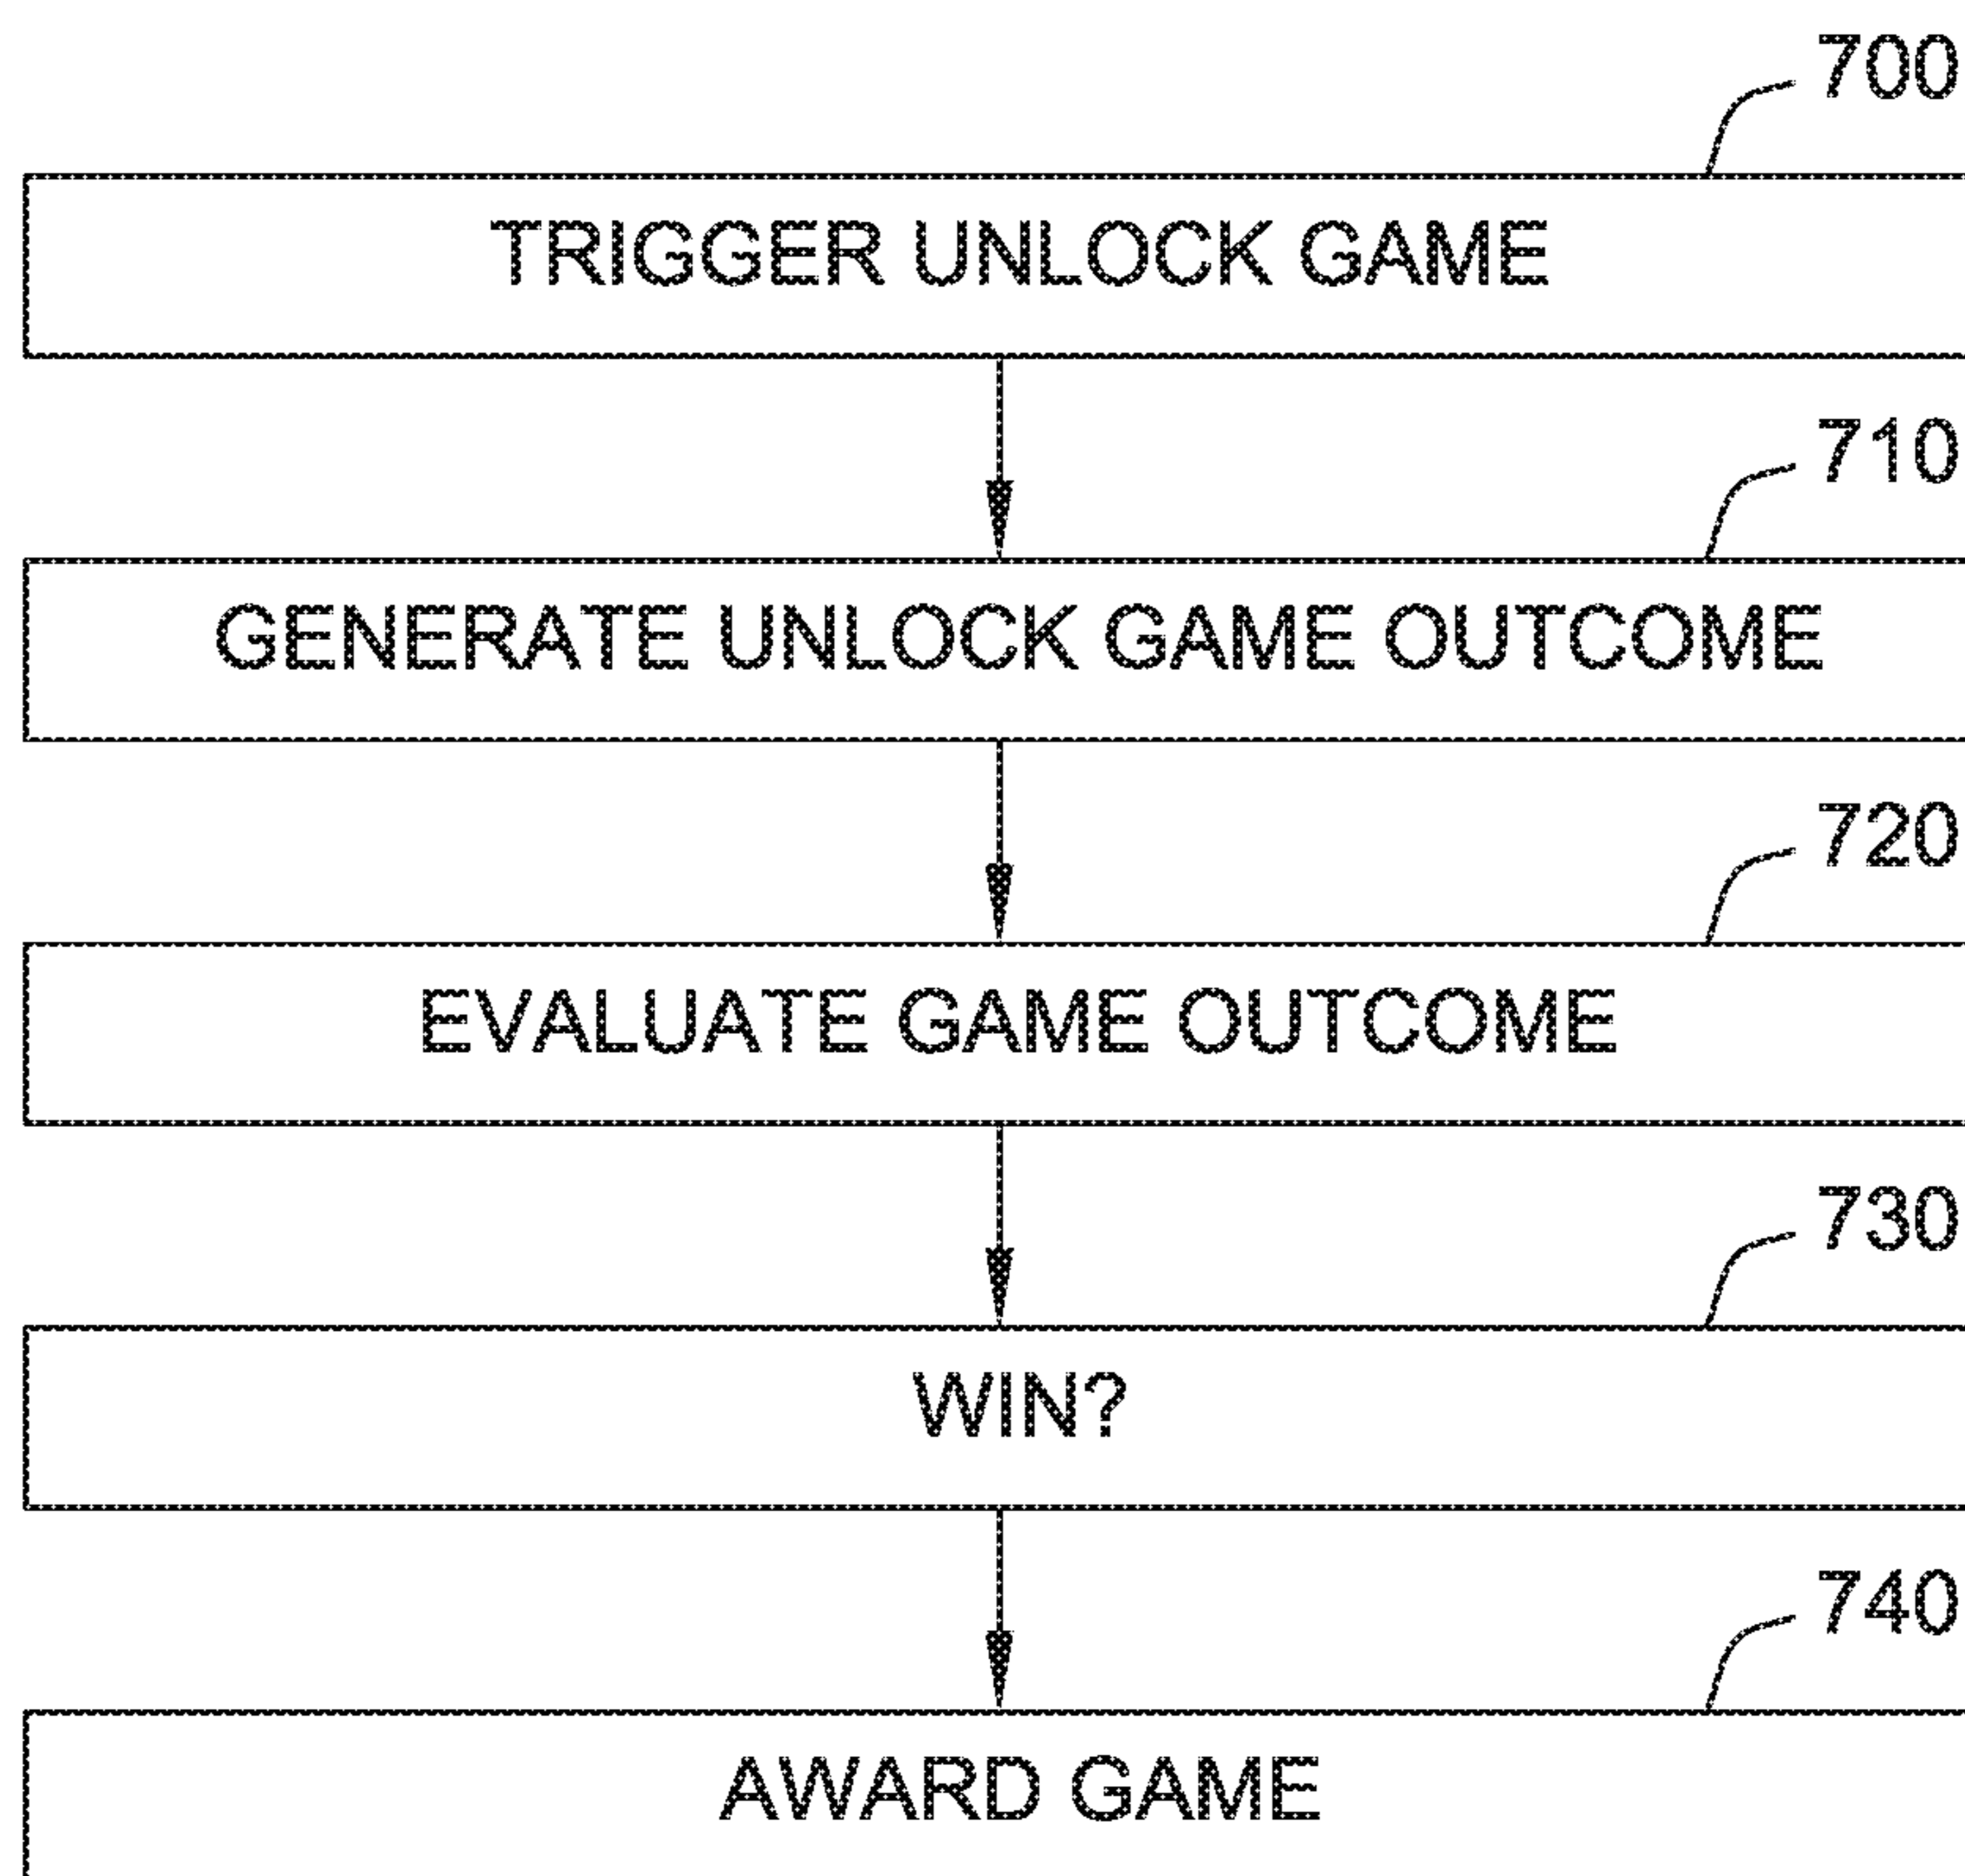 700
TRIGGER UNLOCK GAME
710
GENERATE UNLOCK GAME OUTCOME
720
EVALUATE GAME OUTCOME
730
WIN?
740
AWARD GAME